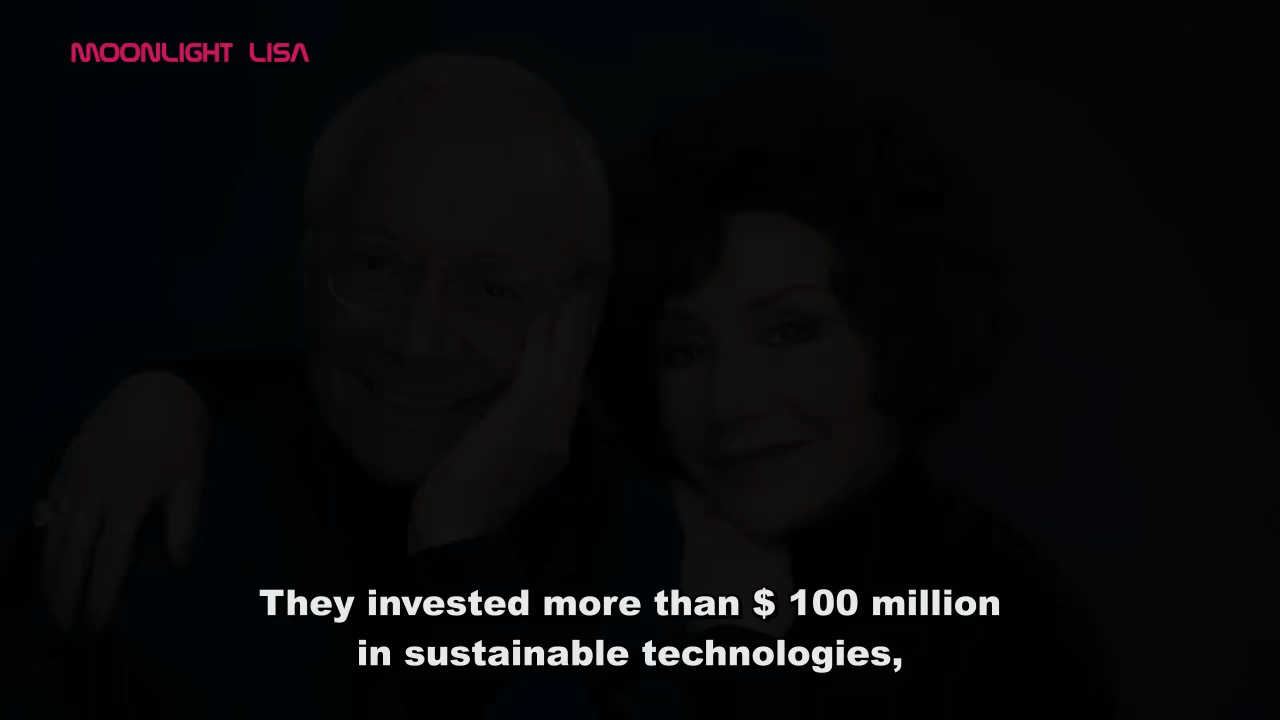 MOONLIGHT LISA
They invested more than $ 100 million
in sustainable technologies,